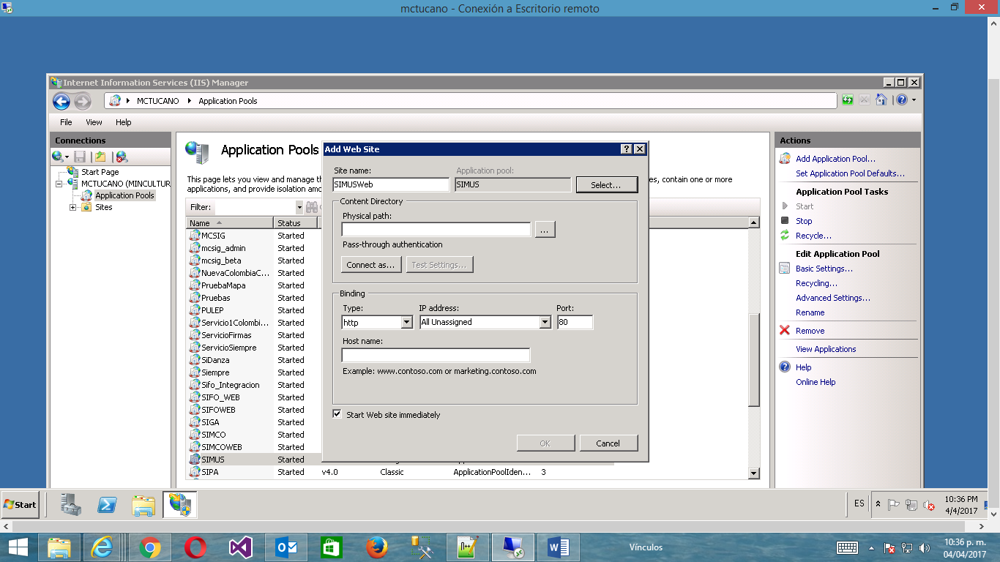 mctucano - Conexión a Escritorio remoto
Internet Information Services (IIS) Manager
MCTUCANO
Application Pools
File View Help
Connections
Start Page
MCTUCANO (MINCULTUR
Application Pools
Sites
Application Pools
This page lets you view and manage th
es, contain one or more
applications, and provide isolation amo
Filter:
Name Status
MCSIG Started
mcsig_admin Started
mcsig_beta Started
NuevaColombiaC... Started
PruebaMapa Started
Pruebas Started
PULEP Started
Servicio1Colombi... Started
ServicioFirmas Started
ServicioSiempre Started
SiDanza Started
Siempre Started
Sifo_Integracion Started
SIFO_WEB Started
SIFOWEB Started
SIGA Started
SIMCO Started
SIMCOWEB Started
SIMUS Started
SIPA Started v4.0 Classic ApplicationPoolIden... 3
Add Web Site
Site name: Application pool:
SIMUSWeb SIMUS Select...
Content Directory
Physical path:
...
Pass-through authentication
Connect as... Test Settings...
Binding
Type: IP address: Port:
http All Unassigned 80
Host name:
Example: www.contoso.com or marketing.contoso.com
Start Web site immediately
OK Cancel
Actions
Add Application Pool...
Set Application Pool Defaults...
Application Pool Tasks
Start
Stop
Recycle...
Edit Application Pool
Basic Settings...
Recycling...
Advanced Settings...
Rename
Remove
View Applications
Help
Online Help
Start
ES
10:36 PM
4/4/2017
Vínculos
10:36 p. m.
04/04/2017